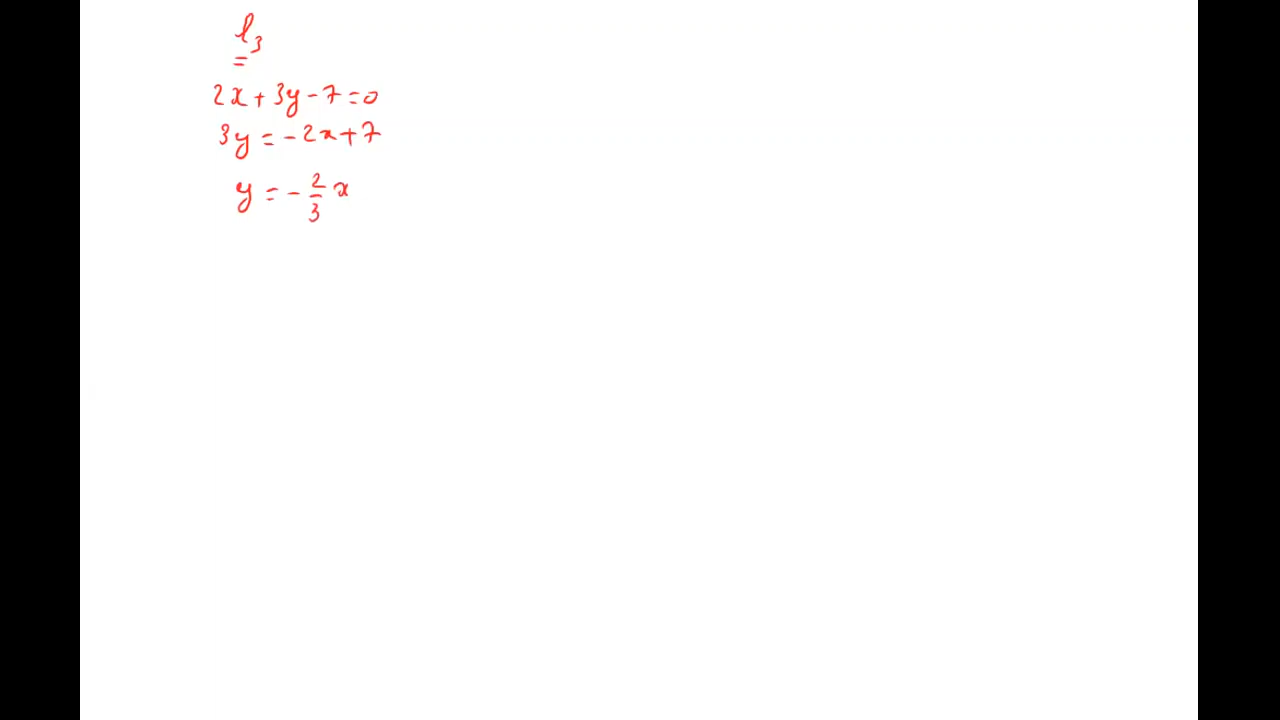 l₃
=
2x + 3y - 7 = 0
3y = - 2x + 7
y = - 2/3 x